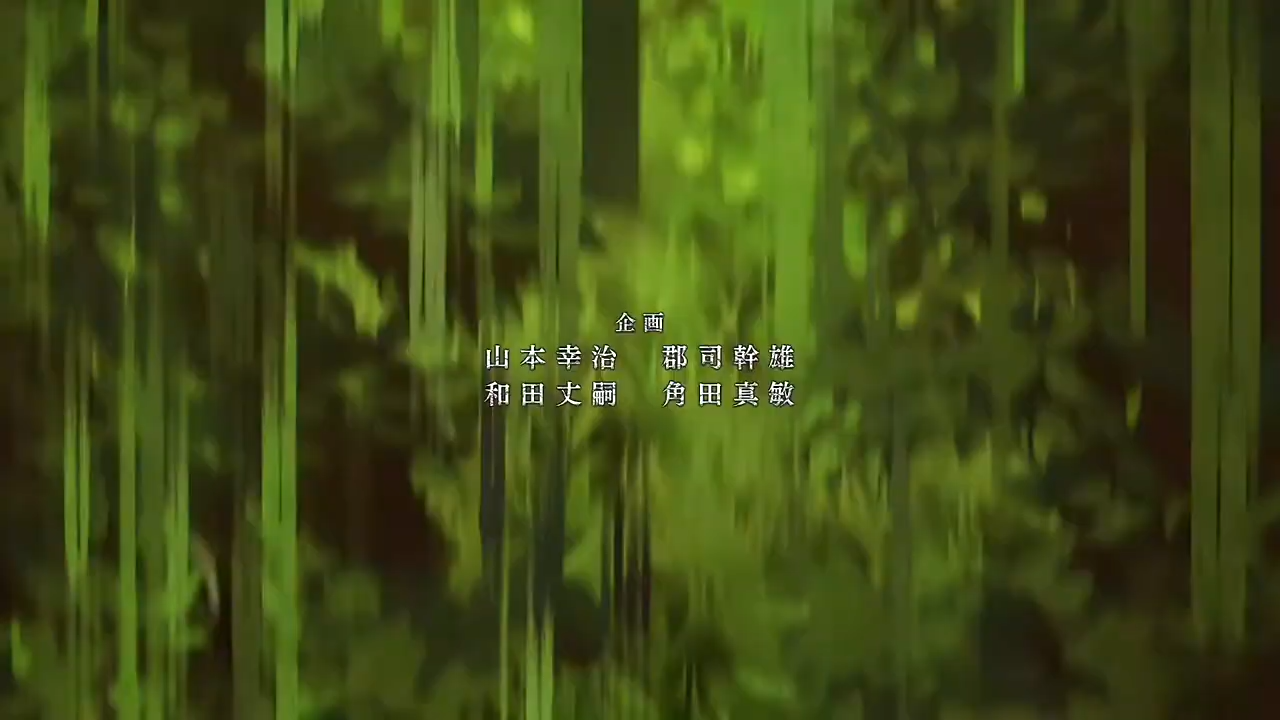 企画
山本幸治　郡司幹雄
和田丈嗣　角田真敏